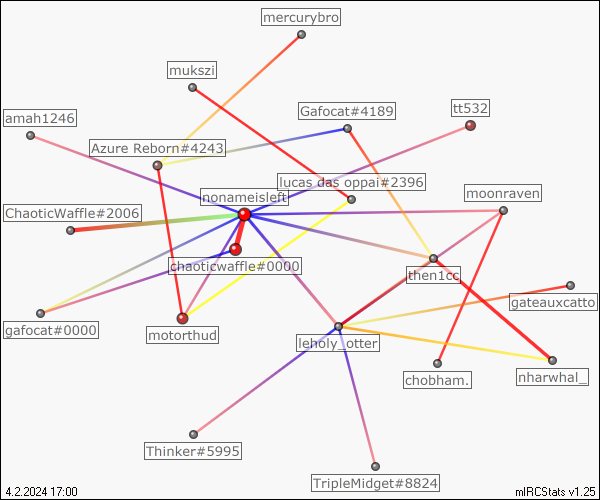 mercurybro
mukszi
Gafocat#4189
tt532
amah1246
Azure Reborn#4243
lucas das oppai#2396
nonameisleft
moonraven
ChaoticWaffle#2006
chaoticwaffle#0000
then1cc
gateauxcatto
gafocat#0000
motorthud
leholy_otter
chobham.
nharwhal_
Thinker#5995
TripleMidget#8824
4.2.2024 17:00
mIRCStats v1.25